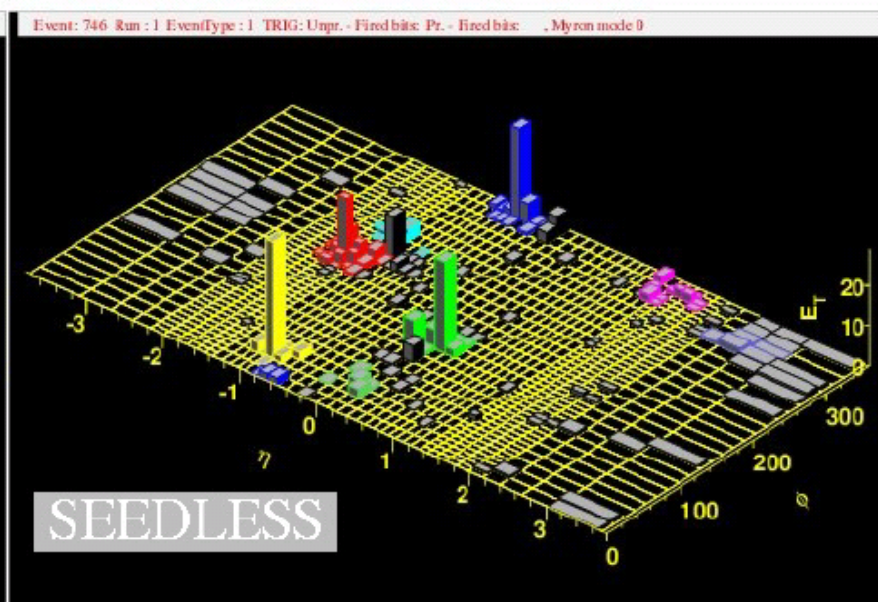 Event : 746 Run : 1 EventType : 1 TRIG: Unpr. - Fired bits: Pr. - Fired bits: , Myron mode 0
E_T
20
10
0
300
200
100
0
ø
-3
-2
-1
0
1
2
3
η
SEEDLESS